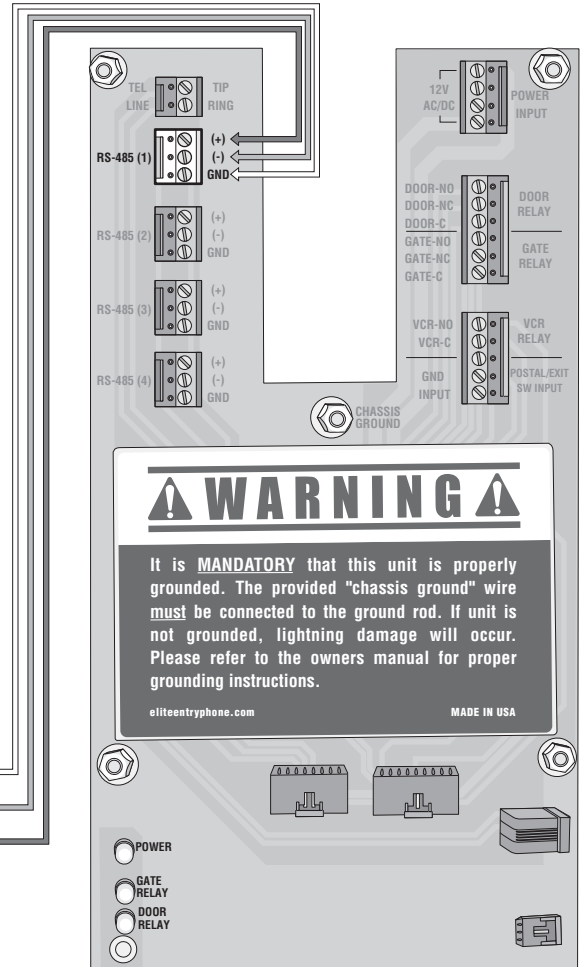 TEL TIP
LINE RING
RS-485 (1) (+)
(-)
GND
RS-485 (2) (+)
(-)
GND
RS-485 (3) (+)
(-)
GND
RS-485 (4) (+)
(-)
GND
12V
AC/DC
POWER
INPUT
DOOR-NO
DOOR-NC
DOOR-C
GATE-NO
GATE-NC
GATE-C
DOOR
RELAY
GATE
RELAY
VCR-NO
VCR-C
GND
INPUT
VCR
RELAY
POSTAL/EXIT
SW INPUT
CHASSIS
GROUND
WARNING
It is MANDATORY that this unit is properly
grounded. The provided "chassis ground" wire
must be connected to the ground rod. If unit is
not grounded, lightning damage will occur.
Please refer to the owners manual for proper
grounding instructions.
eliteentryphone.com MADE IN USA
POWER
GATE
RELAY
DOOR
RELAY